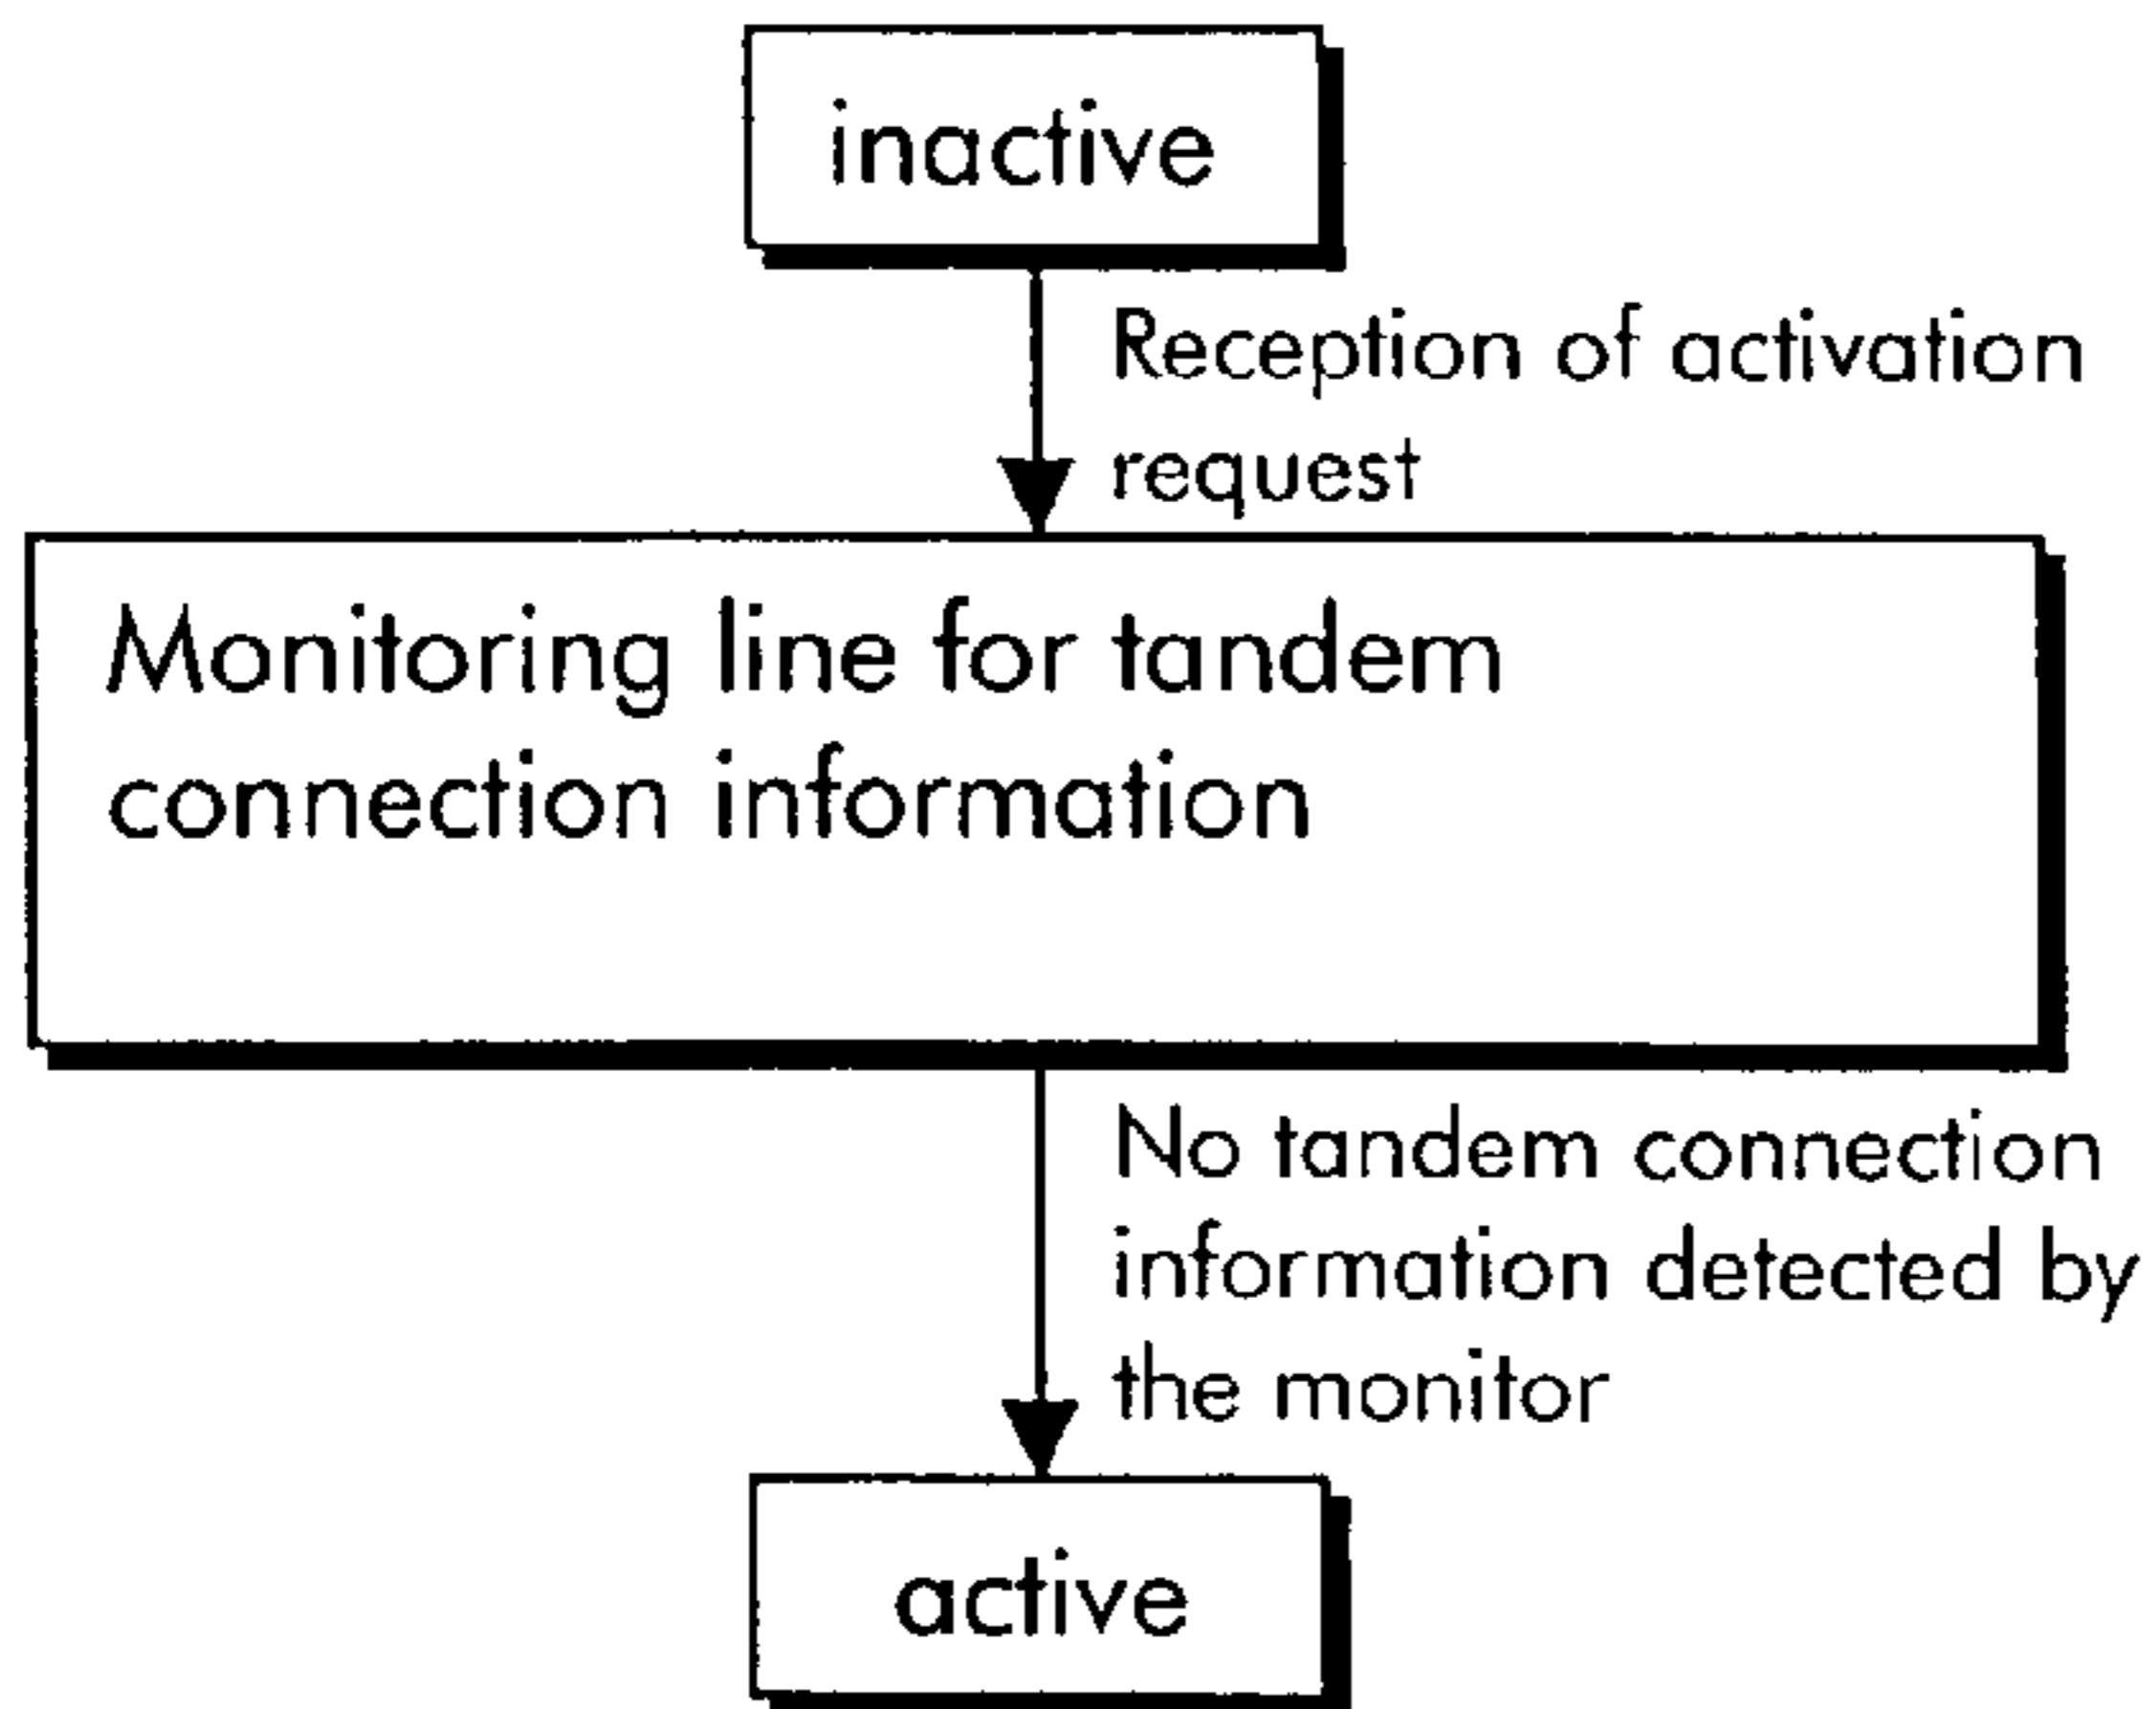 inactive
Reception of activation
request
Monitoring line for tandem
connection information
No tandem connection
information detected by
the monitor
active